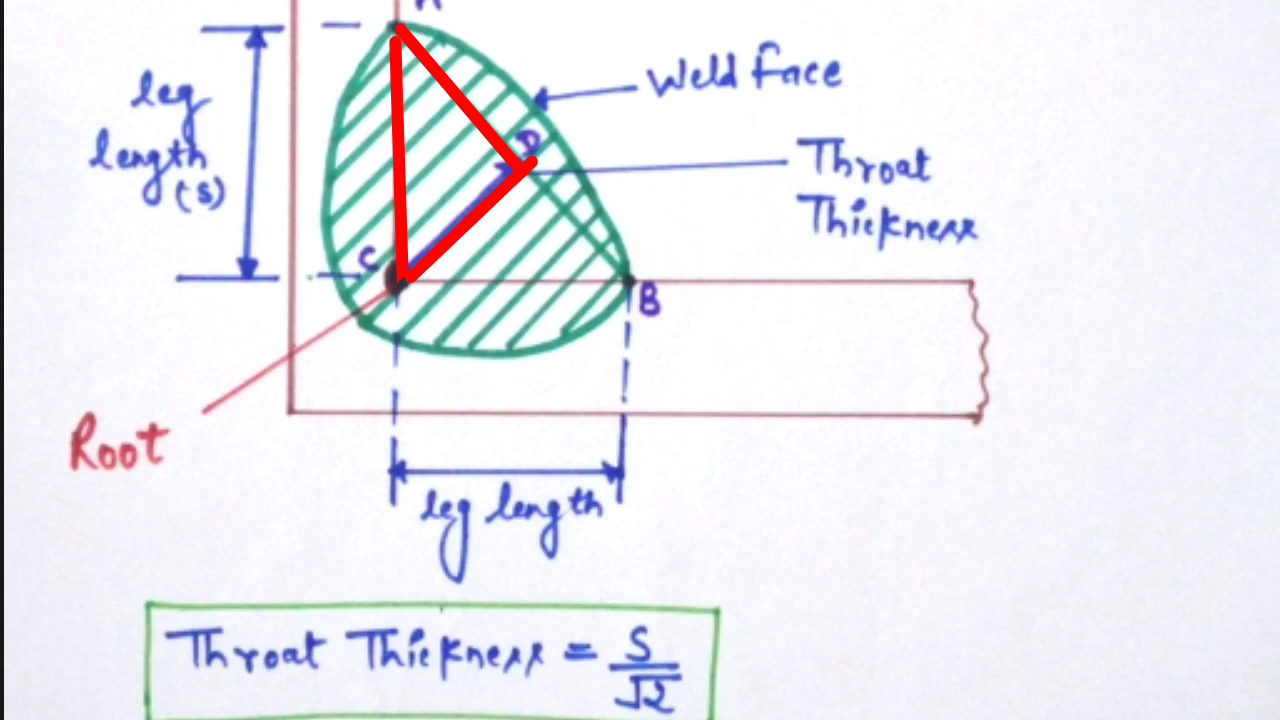 A
Weld face
leg
length
(s)
D
Throat
Thickness
C
B
Root
leg length
Throat Thickness = S/√2